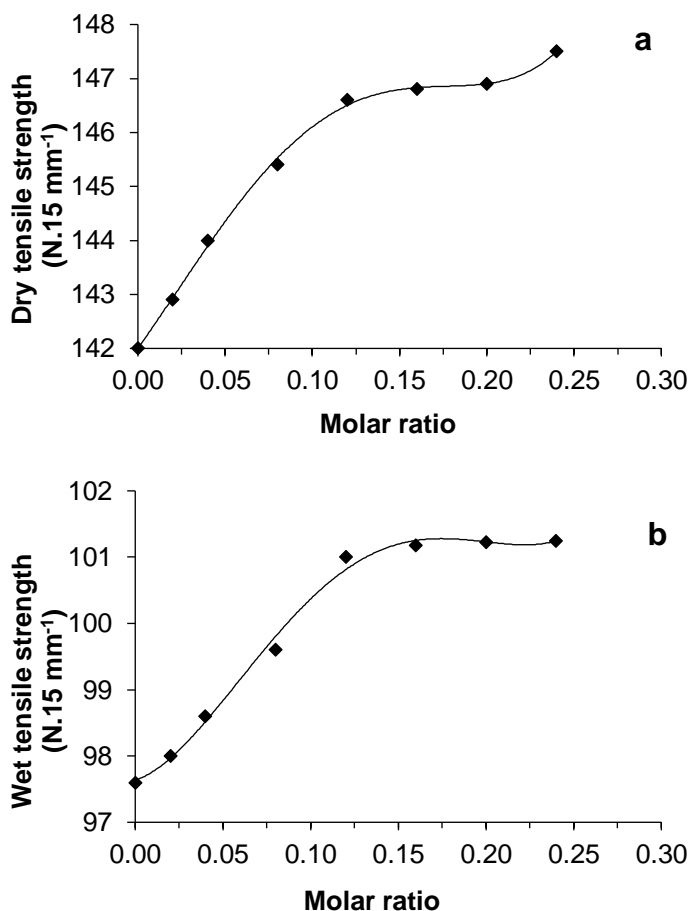 a
148
147
146
145
144
143
142
Dry tensile strength
(N.15 mm-1)
0.00 0.05 0.10 0.15 0.20 0.25 0.30
Molar ratio
b
102
101
100
99
98
97
Wet tensile strength
(N.15 mm-1)
0.00 0.05 0.10 0.15 0.20 0.25 0.30
Molar ratio